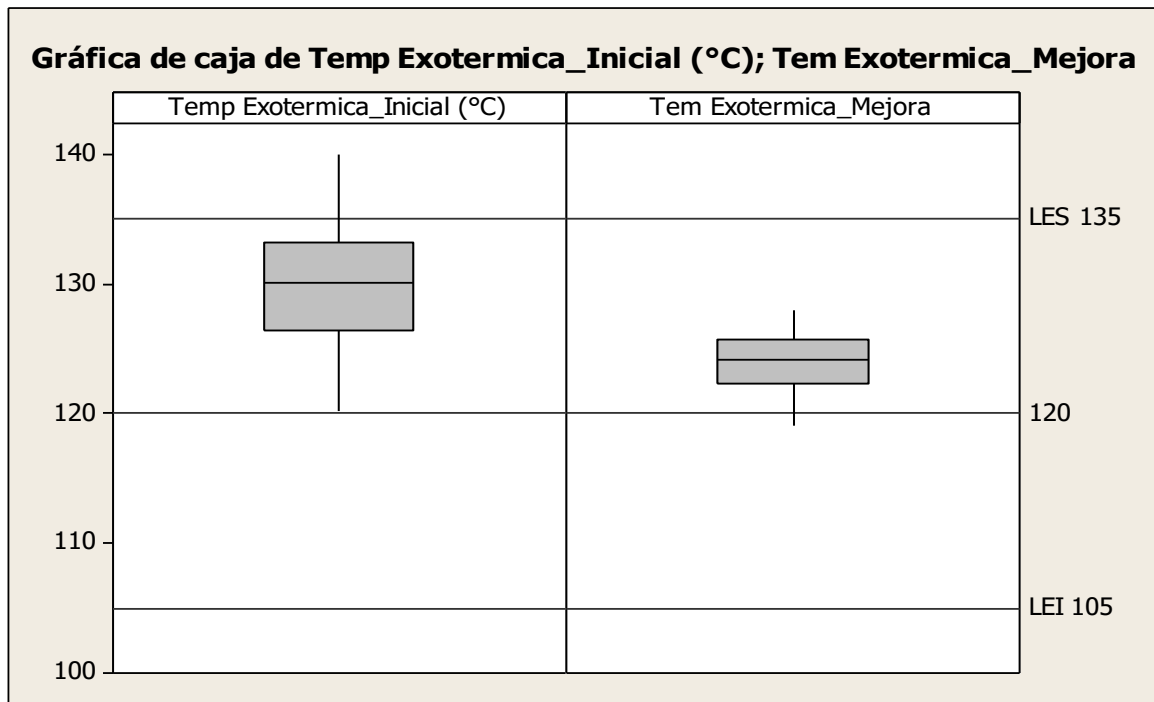 Gráfica de caja de Temp Exotermica_Inicial (°C); Tem Exotermica_Mejora
Temp Exotermica_Inicial (°C)
Tem Exotermica_Mejora
140
130
120
110
100
LES 135
120
LEI 105